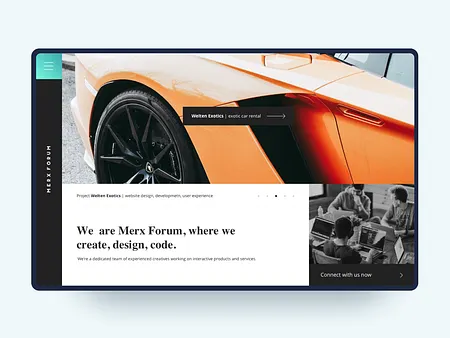 Welten Exotics | exotic car rental
MERX FORUM
Project Welten Exotics | website design, development, user experience
We are Merx Forum, where we
create, design, code.
We're a dedicated team of experienced creatives working on interactive products and services.
Connect with us now